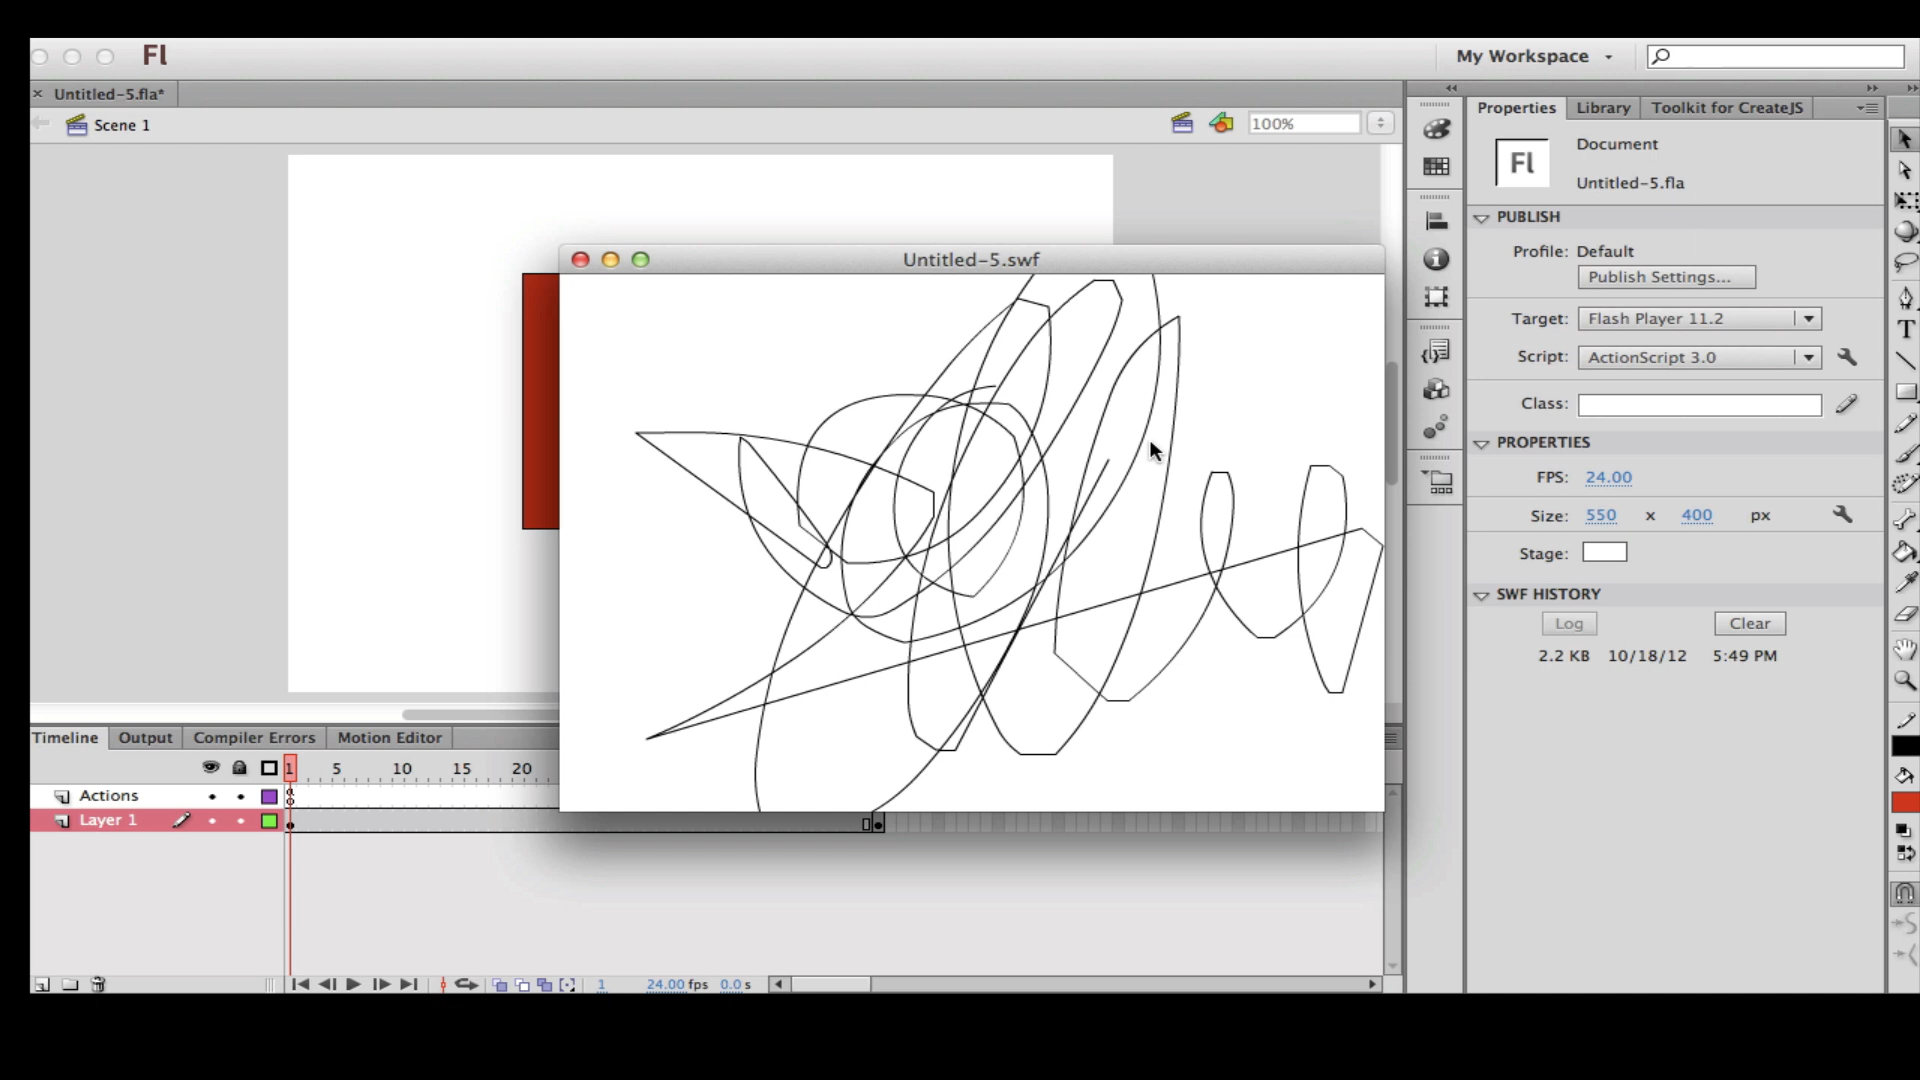 Fl
My Workspace
Untitled-5.fla*
Scene 1
100%
Properties
Library
Toolkit for CreateJS
Fl
Document
Untitled-5.fla
PUBLISH
Profile: Default
Publish Settings...
Target: Flash Player 11.2
Script: ActionScript 3.0
Class:
PROPERTIES
FPS: 24.00
Size: 550 x 400 px
Stage:
SWF HISTORY
Log
Clear
2.2 KB 10/18/12 5:49 PM
Untitled-5.swf
Timeline
Output
Compiler Errors
Motion Editor
1 5 10 15 20
Actions
Layer 1
1 24.00 fps 0.0 s